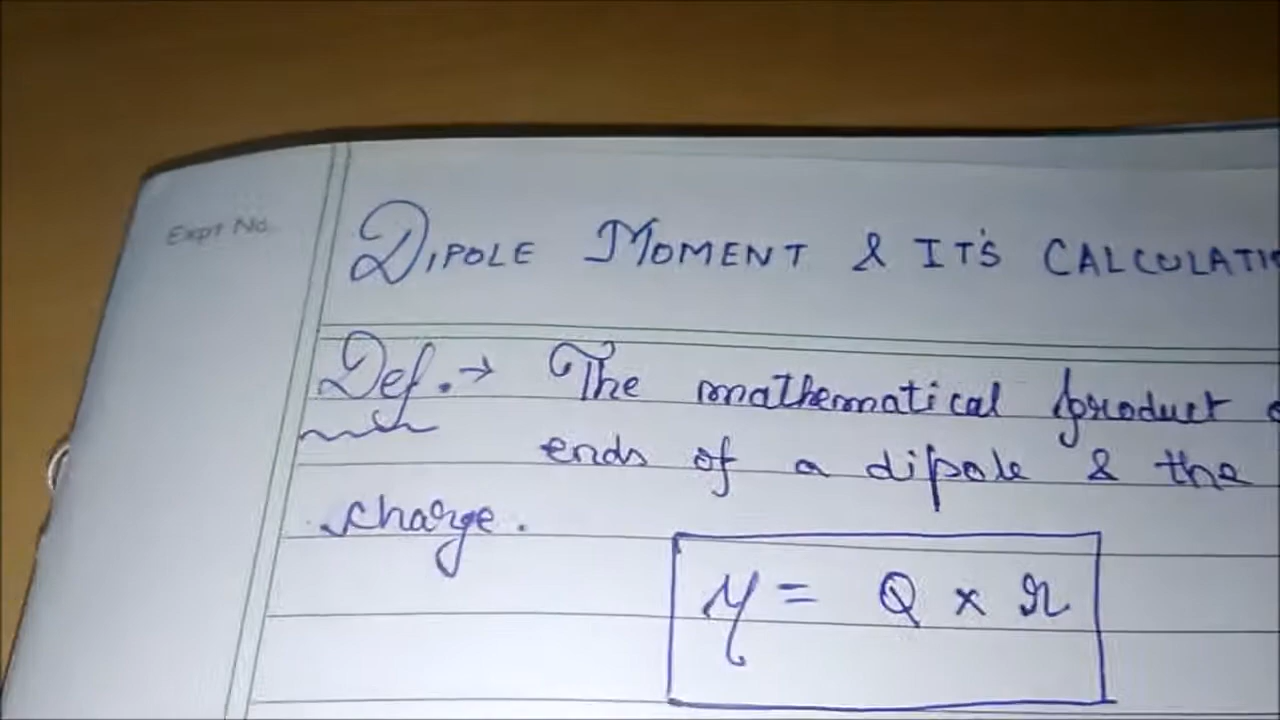 Expt No.
DIPOLE MOMENT & IT'S CALCULATI
Def. → The mathematical product
ends of a dipole & the
charge.
μ = Q × r